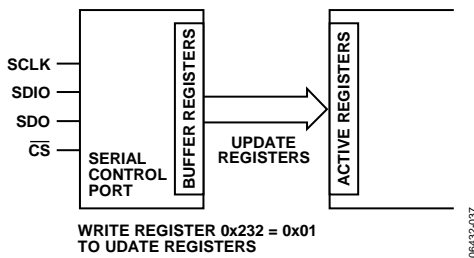 SCLK
SDIO
SDO
CS
SERIAL
CONTROL
PORT
BUFFER REGISTERS
UPDATE
REGISTERS
ACTIVE REGISTERS
WRITE REGISTER 0x232 = 0x01
TO UDATE REGISTERS
06432-037